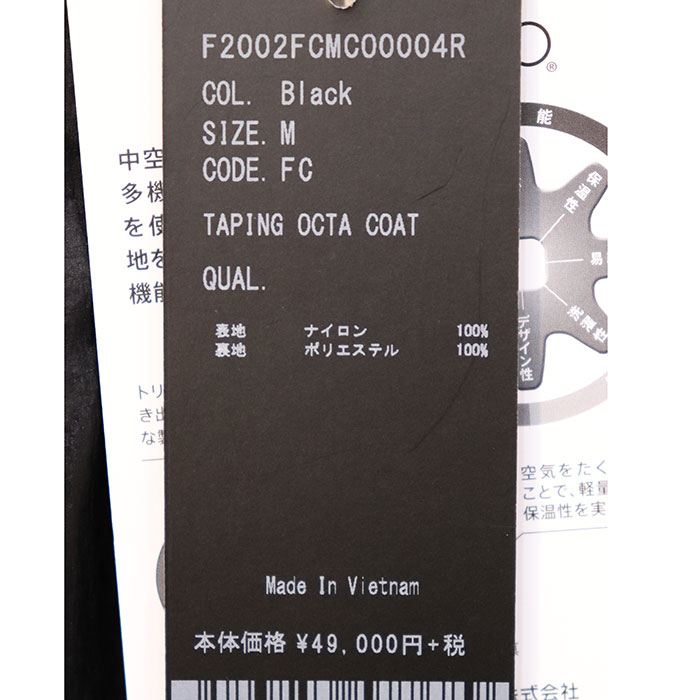 F2002FCMCO0004R
COL. Black
SIZE. M
CODE. FC
TAPING OCTA COAT
QUAL.
表地 ナイロン 100%
裏地 ポリエステル 100%
Made In Vietnam
本体価格 ¥49,000円+税
中空
多機
を使
地を
機能
トリ
き出
な製
O®
能
保温性
易
デザイン性
空気をたく
ことで、軽量
保温性を実
式会社